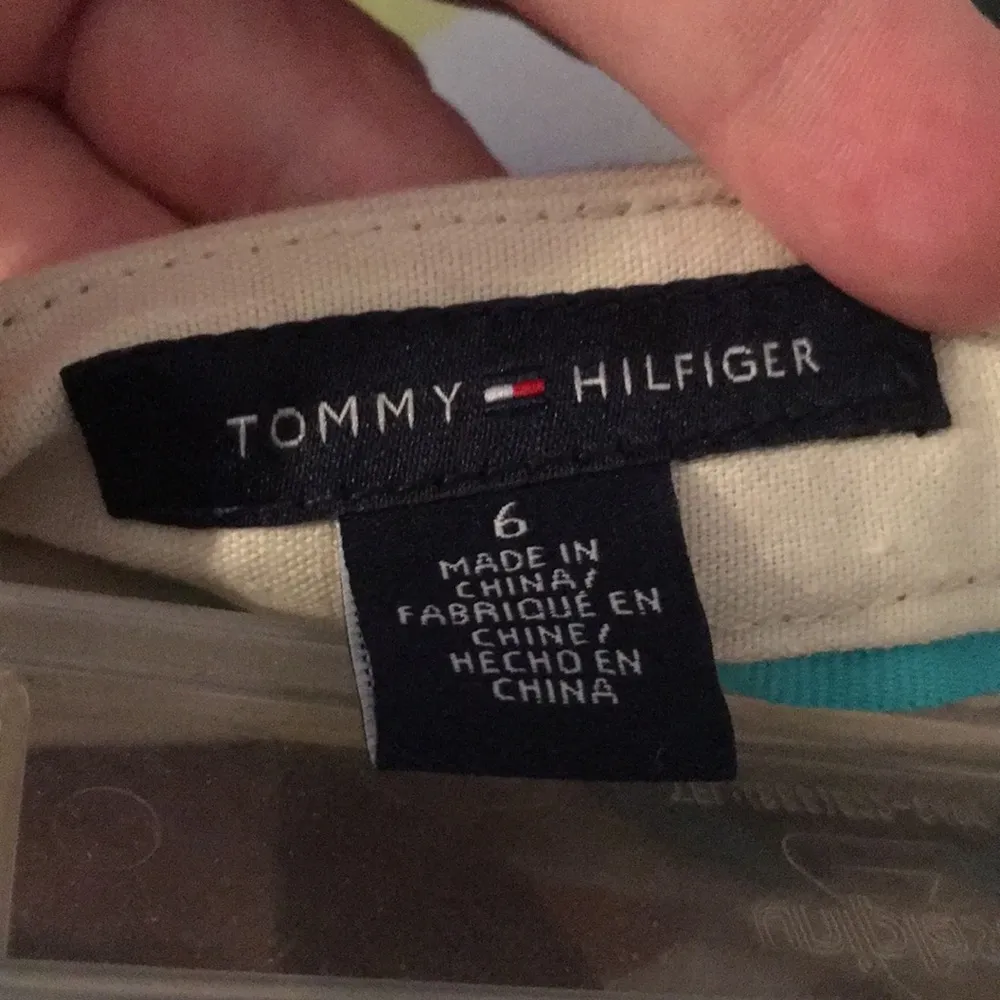 TOMMY HILFIGER
6
MADE IN
CHINA/
FABRIQUÉ EN
CHINE/
HECHO EN
CHINA